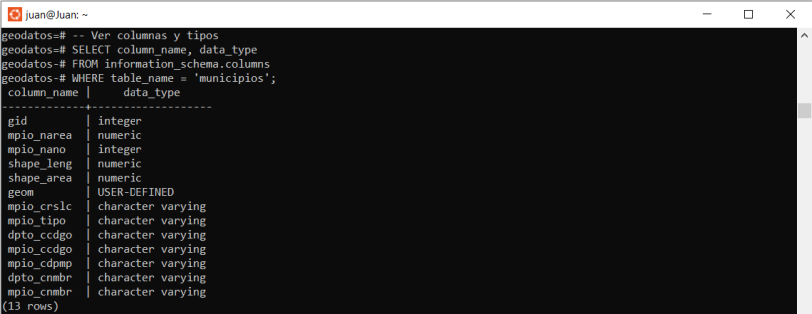 juan@Juan: ~
geodatos=# -- Ver columnas y tipos
geodatos=# SELECT column_name, data_type
geodatos-# FROM information_schema.columns
geodatos-# WHERE table_name = 'municipios';
 column_name |     data_type
-------------+-------------------
 gid         | integer
 mpio_narea  | numeric
 mpio_nano   | integer
 shape_leng  | numeric
 shape_area  | numeric
 geom        | USER-DEFINED
 mpio_crslc  | character varying
 mpio_tipo   | character varying
 dpto_ccdgo  | character varying
 mpio_ccdgo  | character varying
 mpio_cdpmp  | character varying
 dpto_cnmbr  | character varying
 mpio_cnmbr  | character varying
(13 rows)